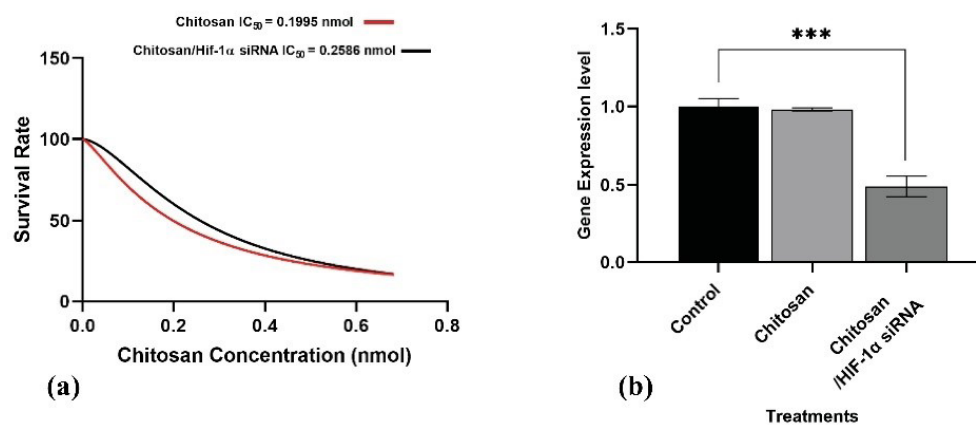 Chitosan IC50 = 0.1995 nmol
Chitosan/Hif-1α siRNA IC50 = 0.2586 nmol
150
100
50
0
Survival Rate
0.0 0.2 0.4 0.6 0.8
Chitosan Concentration (nmol)
(a)
***
1.5
1.0
0.5
0.0
Gene Expression level
Control
Chitosan
Chitosan
/HIF-1α siRNA
Treatments
(b)